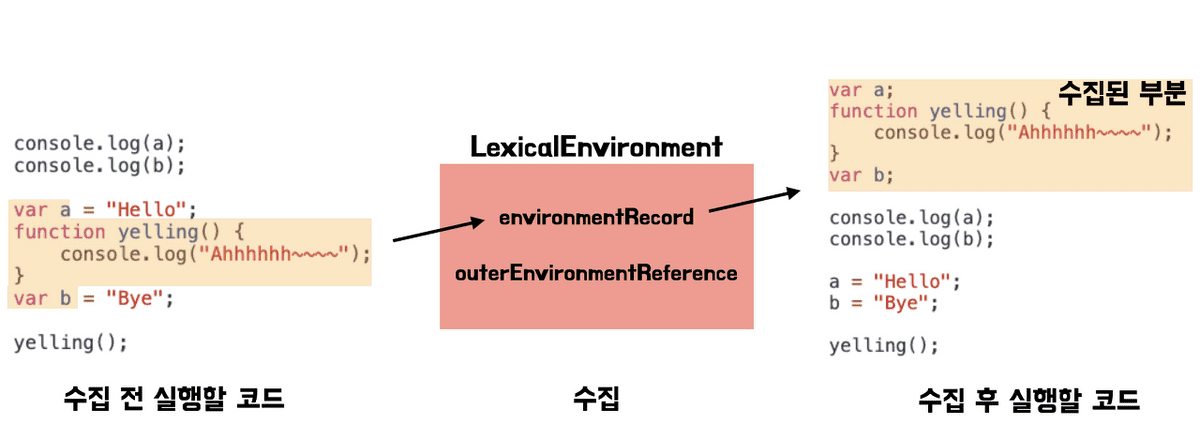 console.log(a);
console.log(b);
var a = "Hello";
function yelling() {
    console.log("Ahhhhhh~~~~");
}
var b = "Bye";
yelling();
수집 전 실행할 코드
LexicalEnvironment
environmentRecord
outerEnvironmentReference
수집
수집된 부분
var a;
function yelling() {
    console.log("Ahhhhhh~~~~");
}
var b;
console.log(a);
console.log(b);
a = "Hello";
b = "Bye";
yelling();
수집 후 실행할 코드